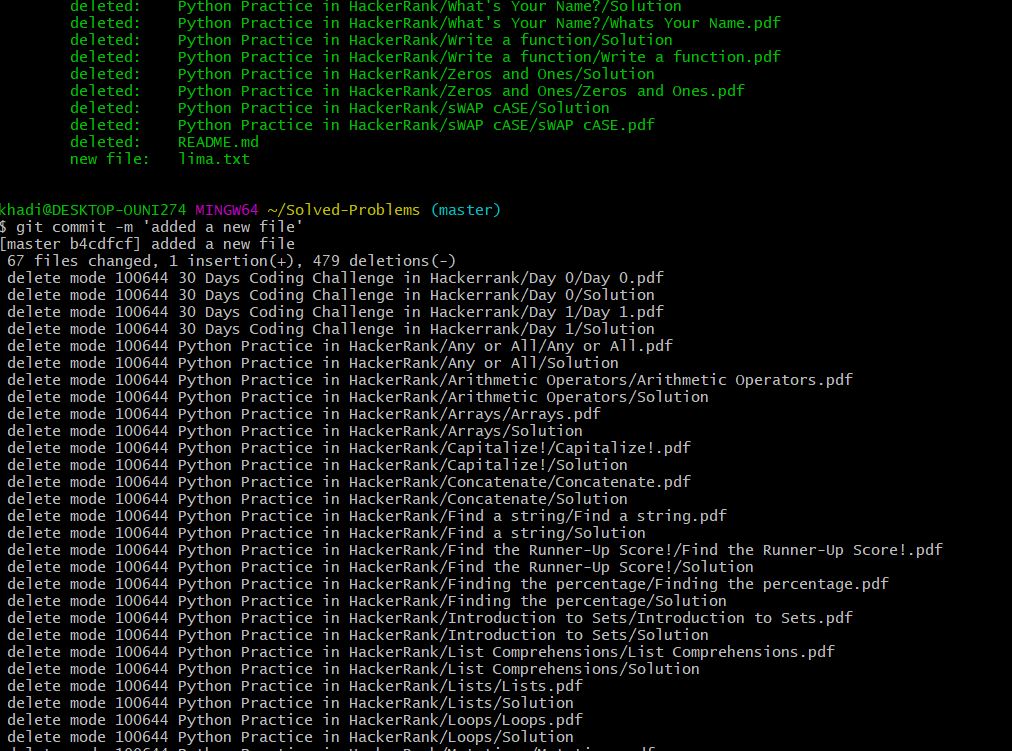 deleted:    Python Practice in HackerRank/What's Your Name?/Solution
deleted:    Python Practice in HackerRank/What's Your Name?/Whats Your Name.pdf
deleted:    Python Practice in HackerRank/Write a function/Solution
deleted:    Python Practice in HackerRank/Write a function/Write a function.pdf
deleted:    Python Practice in HackerRank/Zeros and Ones/Solution
deleted:    Python Practice in HackerRank/Zeros and Ones/Zeros and Ones.pdf
deleted:    Python Practice in HackerRank/sWAP cASE/Solution
deleted:    Python Practice in HackerRank/sWAP cASE/sWAP cASE.pdf
deleted:    README.md
new file:   lima.txt
khadi@DESKTOP-OUNI274 MINGW64 ~/Solved-Problems (master)
$ git commit -m 'added a new file'
[master b4cdfcf] added a new file
67 files changed, 1 insertion(+), 479 deletions(-)
delete mode 100644 30 Days Coding Challenge in Hackerrank/Day 0/Day 0.pdf
delete mode 100644 30 Days Coding Challenge in Hackerrank/Day 0/Solution
delete mode 100644 30 Days Coding Challenge in Hackerrank/Day 1/Day 1.pdf
delete mode 100644 30 Days Coding Challenge in Hackerrank/Day 1/Solution
delete mode 100644 Python Practice in HackerRank/Any or All/Any or All.pdf
delete mode 100644 Python Practice in HackerRank/Any or All/Solution
delete mode 100644 Python Practice in HackerRank/Arithmetic Operators/Arithmetic Operators.pdf
delete mode 100644 Python Practice in HackerRank/Arithmetic Operators/Solution
delete mode 100644 Python Practice in HackerRank/Arrays/Arrays.pdf
delete mode 100644 Python Practice in HackerRank/Arrays/Solution
delete mode 100644 Python Practice in HackerRank/Capitalize!/Capitalize!.pdf
delete mode 100644 Python Practice in HackerRank/Capitalize!/Solution
delete mode 100644 Python Practice in HackerRank/Concatenate/Concatenate.pdf
delete mode 100644 Python Practice in HackerRank/Concatenate/Solution
delete mode 100644 Python Practice in HackerRank/Find a string/Find a string.pdf
delete mode 100644 Python Practice in HackerRank/Find a string/Solution
delete mode 100644 Python Practice in HackerRank/Find the Runner-Up Score!/Find the Runner-Up Score!.pdf
delete mode 100644 Python Practice in HackerRank/Find the Runner-Up Score!/Solution
delete mode 100644 Python Practice in HackerRank/Finding the percentage/Finding the percentage.pdf
delete mode 100644 Python Practice in HackerRank/Finding the percentage/Solution
delete mode 100644 Python Practice in HackerRank/Introduction to Sets/Introduction to Sets.pdf
delete mode 100644 Python Practice in HackerRank/Introduction to Sets/Solution
delete mode 100644 Python Practice in HackerRank/List Comprehensions/List Comprehensions.pdf
delete mode 100644 Python Practice in HackerRank/List Comprehensions/Solution
delete mode 100644 Python Practice in HackerRank/Lists/Lists.pdf
delete mode 100644 Python Practice in HackerRank/Lists/Solution
delete mode 100644 Python Practice in HackerRank/Loops/Loops.pdf
delete mode 100644 Python Practice in HackerRank/Loops/Solution
delete mode 100644 Python Practice in